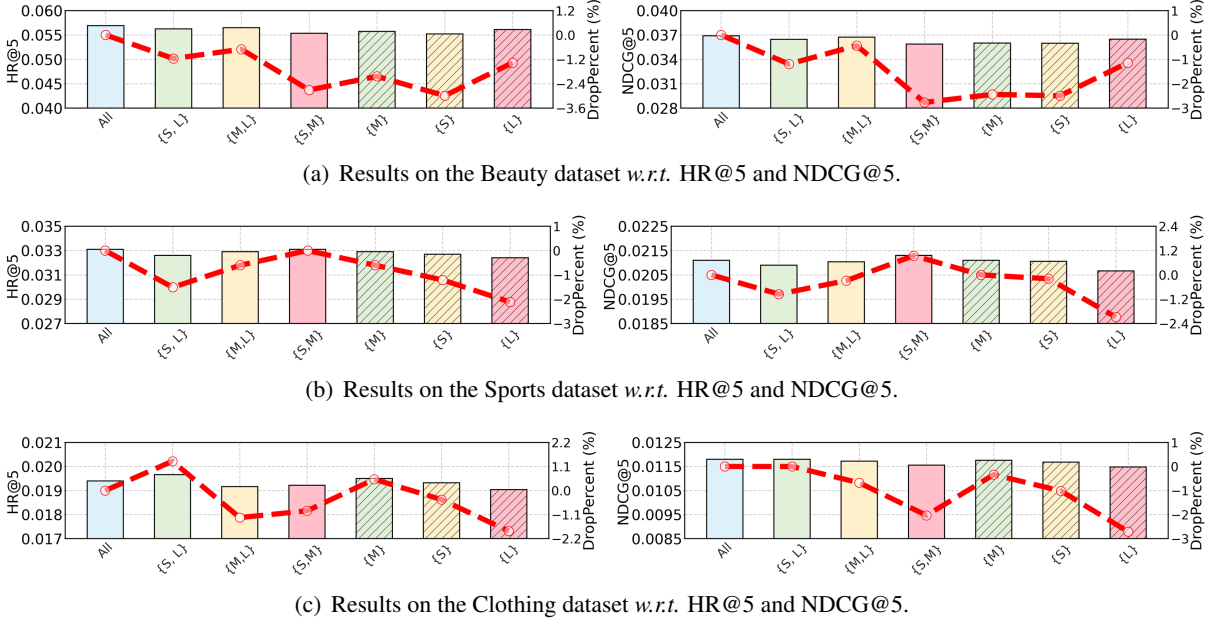 0.060
0.055
0.050
0.045
0.040
HR@5
1.2
0.0
−1.2
−2.4
−3.6
DropPercent (%)
All
{S, L}
{M,L}
{S,M}
{M}
{S}
{L}
0.040
0.037
0.034
0.031
0.028
NDCG@5
1
0
−1
−2
−3
DropPercent (%)
All
{S, L}
{M,L}
{S,M}
{M}
{S}
{L}
(a) Results on the Beauty dataset w.r.t. HR@5 and NDCG@5.
0.035
0.033
0.031
0.029
0.027
HR@5
1
0
−1
−2
−3
DropPercent (%)
All
{S, L}
{M,L}
{S,M}
{M}
{S}
{L}
0.0225
0.0215
0.0205
0.0195
0.0185
NDCG@5
2.4
1.2
0.0
−1.2
−2.4
DropPercent (%)
All
{S, L}
{M,L}
{S,M}
{M}
{S}
{L}
(b) Results on the Sports dataset w.r.t. HR@5 and NDCG@5.
0.021
0.020
0.019
0.018
0.017
HR@5
2.2
1.1
0.0
−1.1
−2.2
DropPercent (%)
All
{S, L}
{M,L}
{S,M}
{M}
{S}
{L}
0.0125
0.0115
0.0105
0.0095
0.0085
NDCG@5
1
0
−1
−2
−3
DropPercent (%)
All
{S, L}
{M,L}
{S,M}
{M}
{S}
{L}
(c) Results on the Clothing dataset w.r.t. HR@5 and NDCG@5.